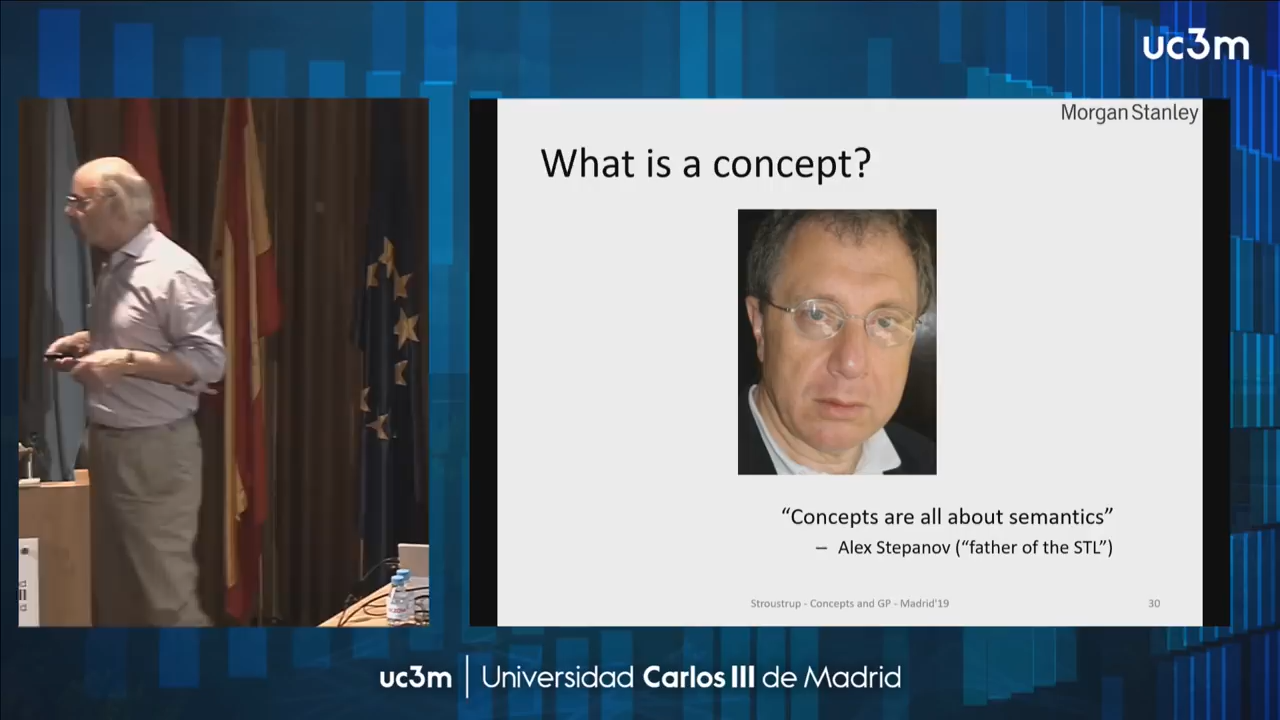 uc3m
Morgan Stanley
What is a concept?
“Concepts are all about semantics”
– Alex Stepanov (“father of the STL”)
Stroustrup - Concepts and GP - Madrid'19
30
uc3m | Universidad Carlos III de Madrid